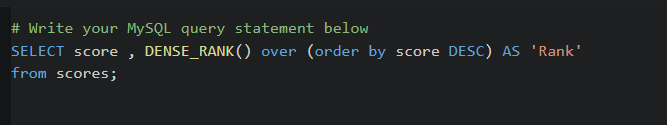 # Write your MySQL query statement below
SELECT score , DENSE_RANK() over (order by score DESC) AS 'Rank'
from scores;